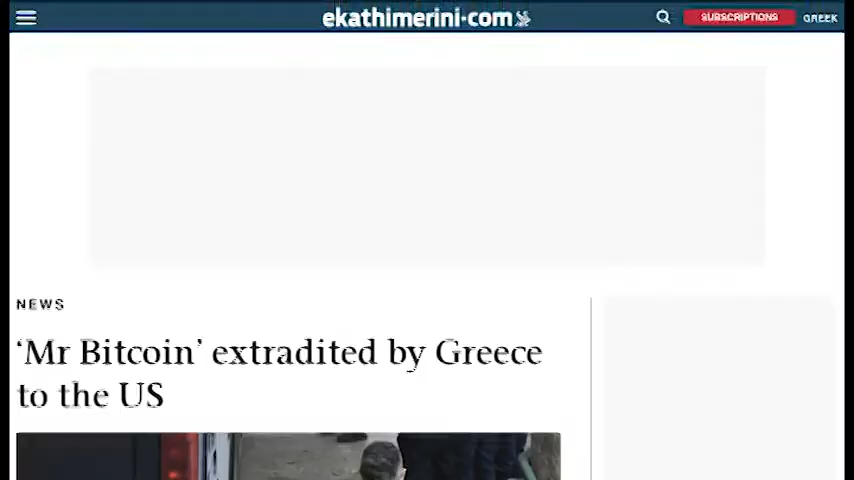 ekathimerini-com
SUBSCRIPTIONS
GREEK
NEWS
‘Mr Bitcoin’ extradited by Greece
to the US